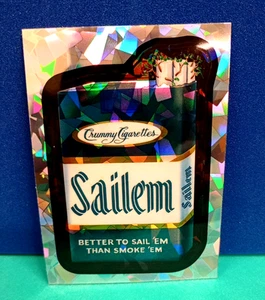 Crummy Cigarettes
Sailem
Sailem
BETTER TO SAIL 'EM
THAN SMOKE 'EM